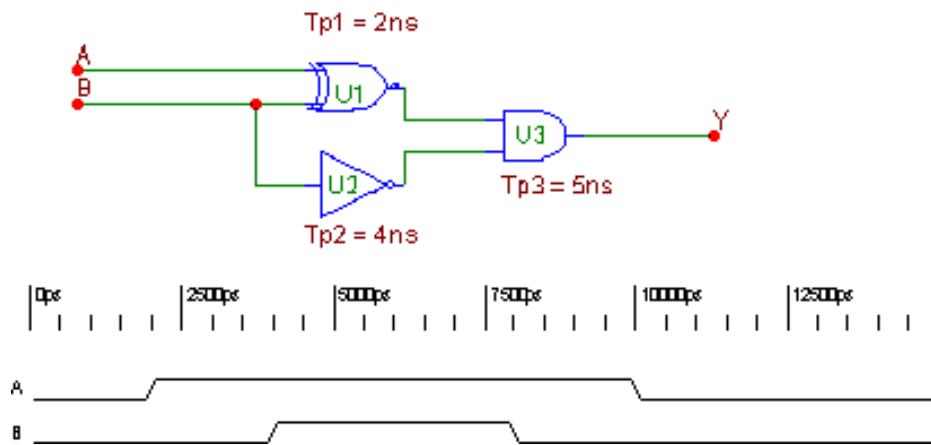 Tp1 = 2ns
A
B
U1
U2
U3
Y
Tp3 = 5ns
Tp2 = 4ns
0ps 2500ps 5000ps 7500ps 10000ps 12500ps
A
B